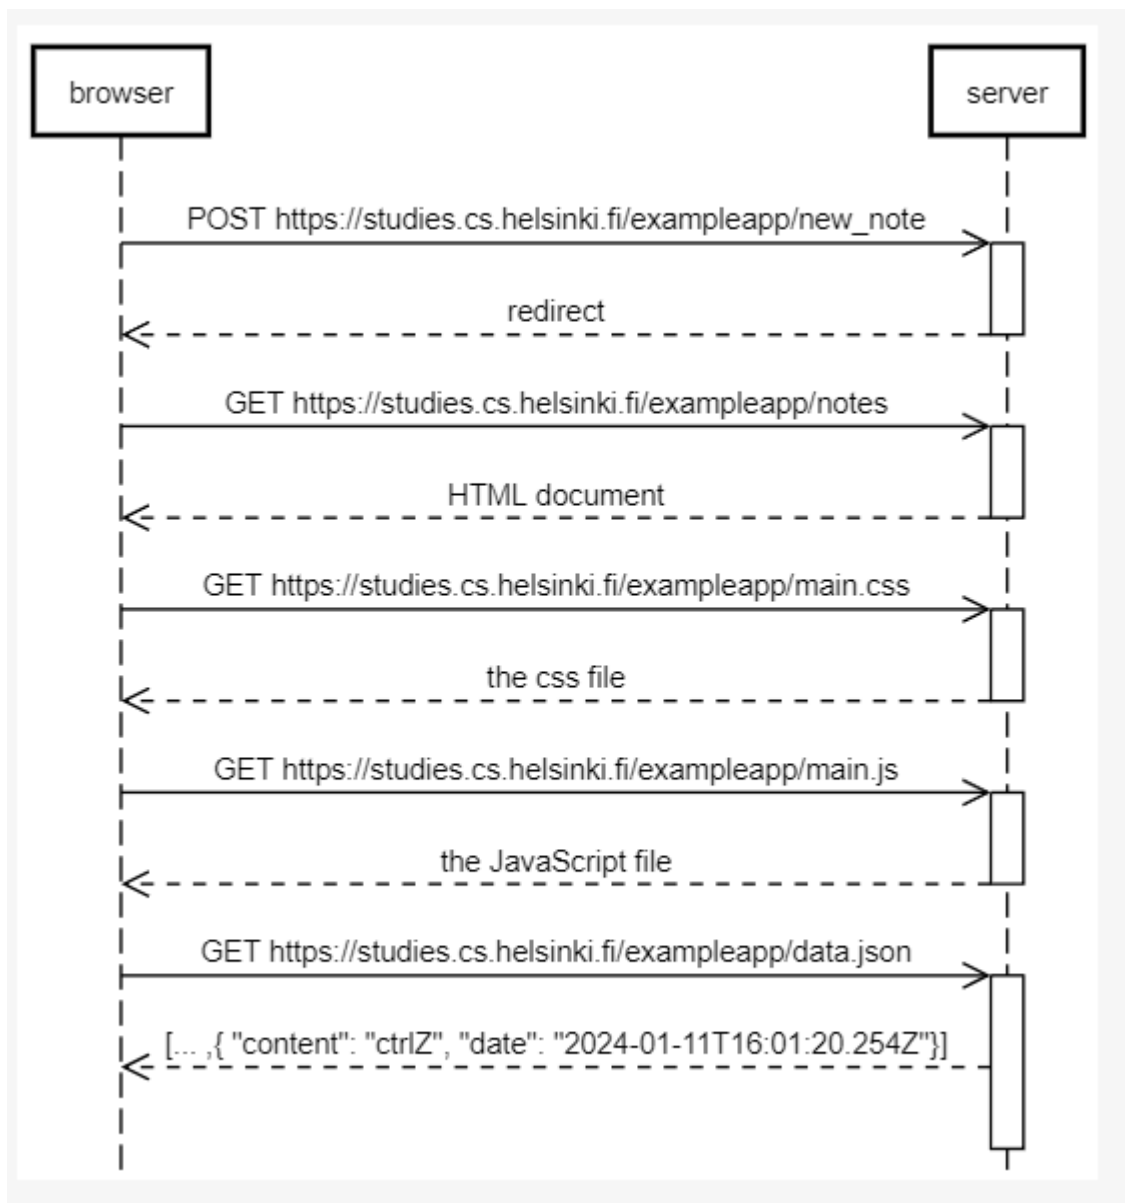 browser
server
POST https://studies.cs.helsinki.fi/exampleapp/new_note
redirect
GET https://studies.cs.helsinki.fi/exampleapp/notes
HTML document
GET https://studies.cs.helsinki.fi/exampleapp/main.css
the css file
GET https://studies.cs.helsinki.fi/exampleapp/main.js
the JavaScript file
GET https://studies.cs.helsinki.fi/exampleapp/data.json
[... ,{ "content": "ctrlZ", "date": "2024-01-11T16:01:20.254Z"}]